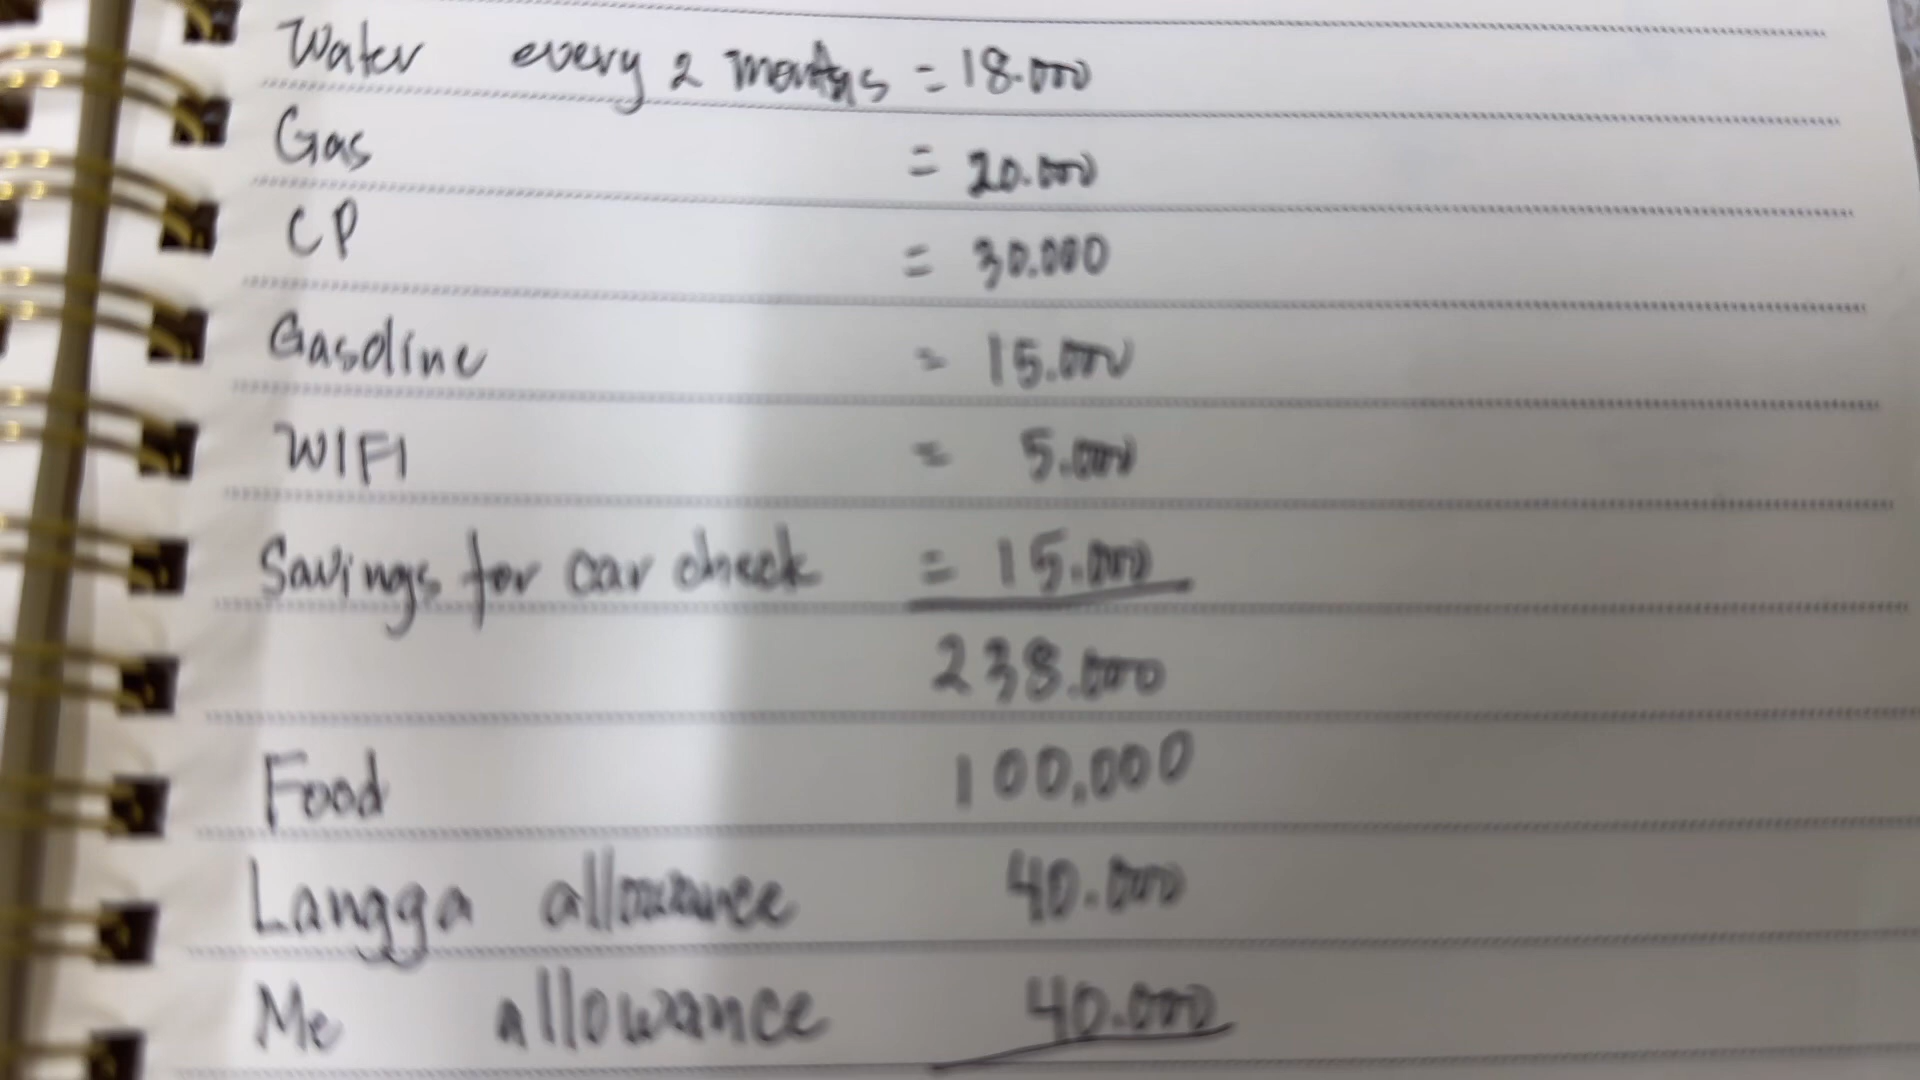 Water every 2 months = 18.000
Gas = 20.000
CP = 30.000
Gasoline = 15.000
WIFI = 5.000
Savings for car check = 15.000
238.000
Food 100,000
Langga allowance 40.000
Me allowance 40.000